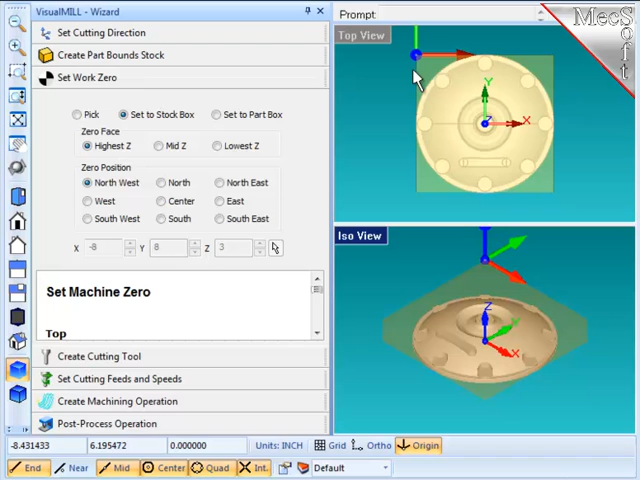 VisualMILL - Wizard
Set Cutting Direction
Create Part Bounds Stock
Set Work Zero
Pick Set to Stock Box Set to Part Box
Zero Face
Highest Z Mid Z Lowest Z
Zero Position
North West North North East
West Center East
South West South South East
X -8 Y 8 Z 3
Set Machine Zero
Top
Create Cutting Tool
Set Cutting Feeds and Speeds
Create Machining Operation
Post-Process Operation
Prompt:
Top View
Y
Z X
MecSoft
Iso View
Z
Y
X
-8.431433 6.195472 0.000000 Units: INCH Grid Ortho Origin
End Near Mid Center Quad Int. Default